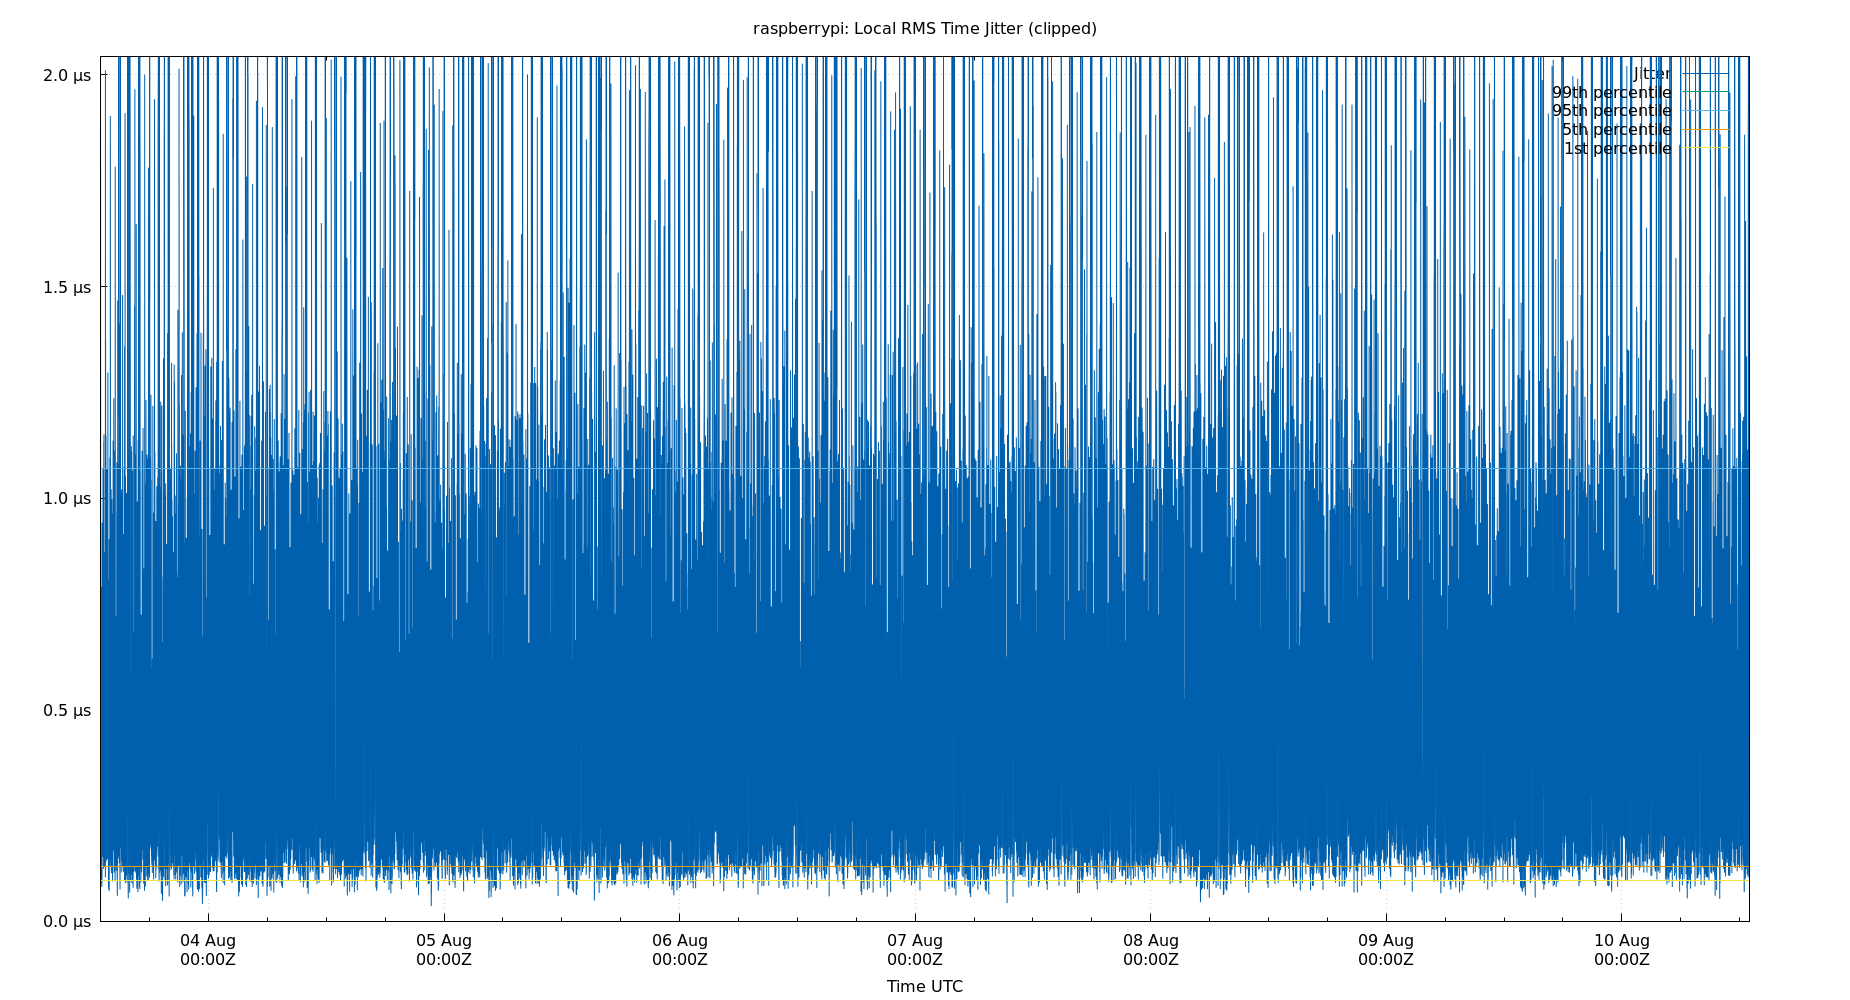 raspberrypi: Local RMS Time Jitter (clipped)
2.0 μs
1.5 μs
1.0 μs
0.5 μs
0.0 μs
Jitter
99th percentile
95th percentile
5th percentile
1st percentile
04 Aug 05 Aug 06 Aug 07 Aug 08 Aug 09 Aug 10 Aug
00:00Z 00:00Z 00:00Z 00:00Z 00:00Z 00:00Z 00:00Z
Time UTC